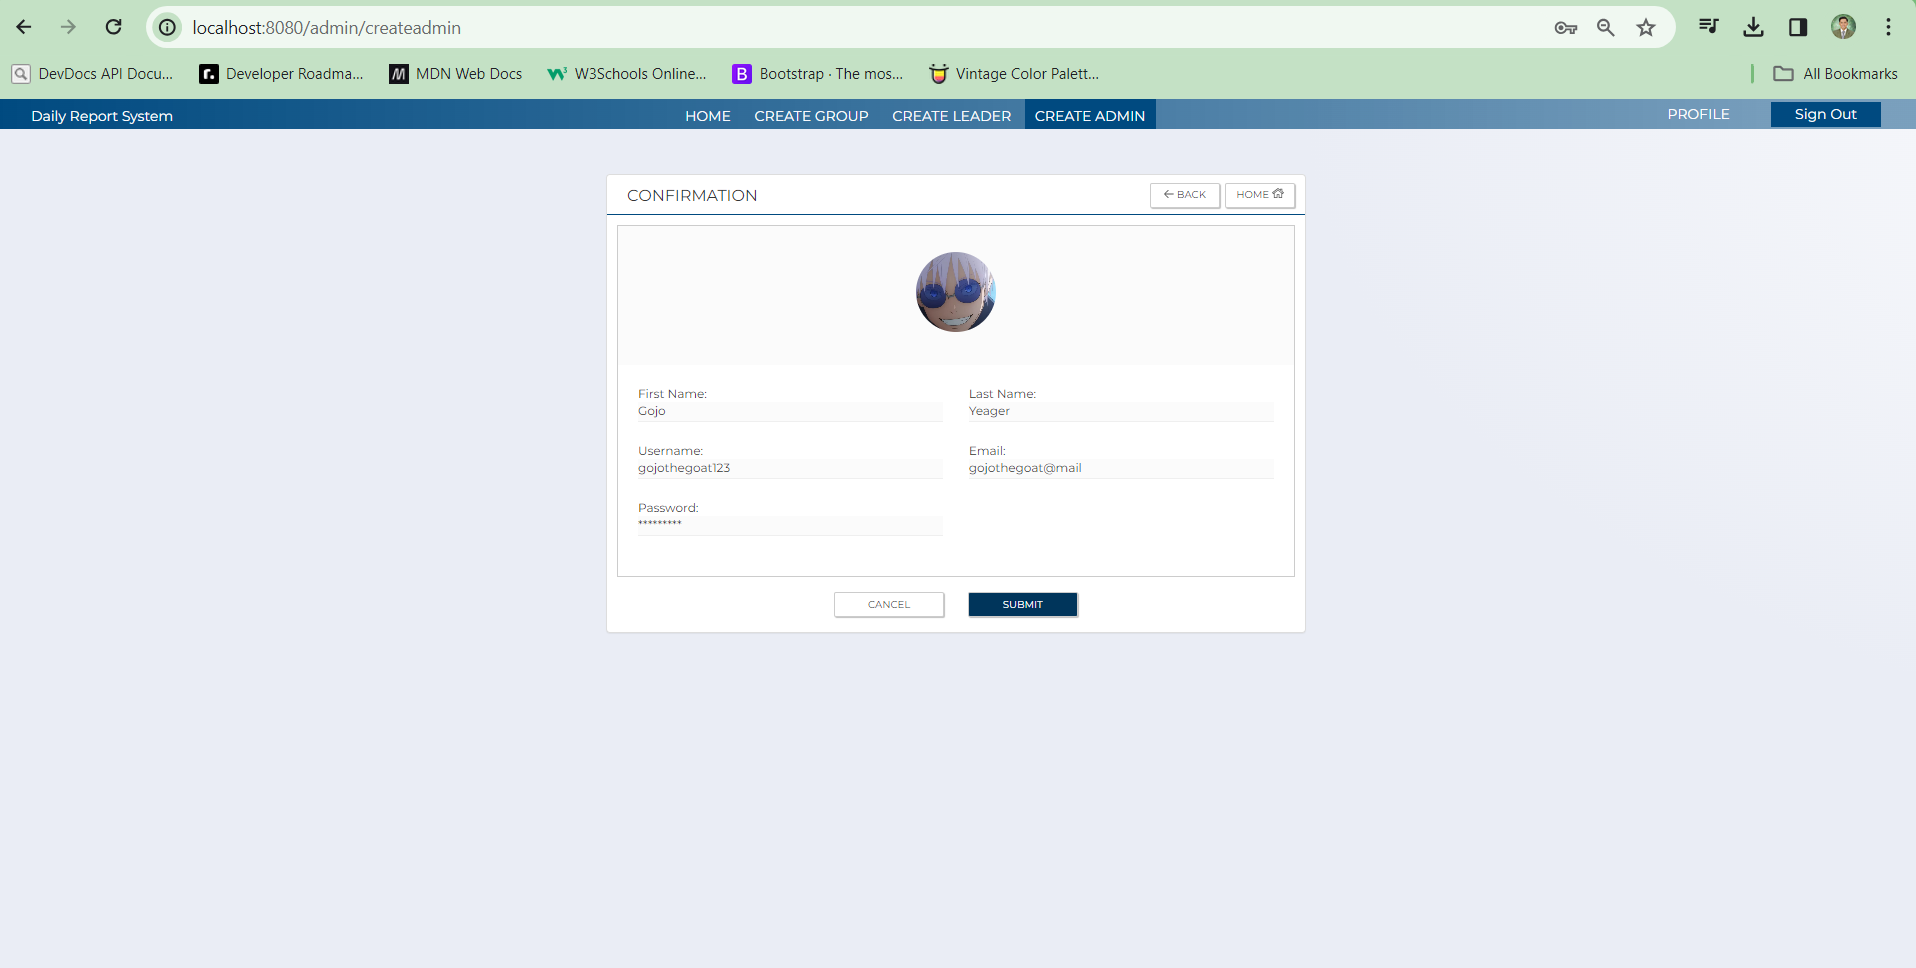 localhost:8080/admin/createadmin
DevDocs API Docu... Developer Roadma... MDN Web Docs W3Schools Online... Bootstrap · The mos... Vintage Color Palett... All Bookmarks
Daily Report System HOME CREATE GROUP CREATE LEADER CREATE ADMIN PROFILE Sign Out
CONFIRMATION BACK HOME
First Name: Last Name:
Gojo Yeager
Username: Email:
gojothegoat123 gojothegoat@mail
Password:
*********
CANCEL SUBMIT